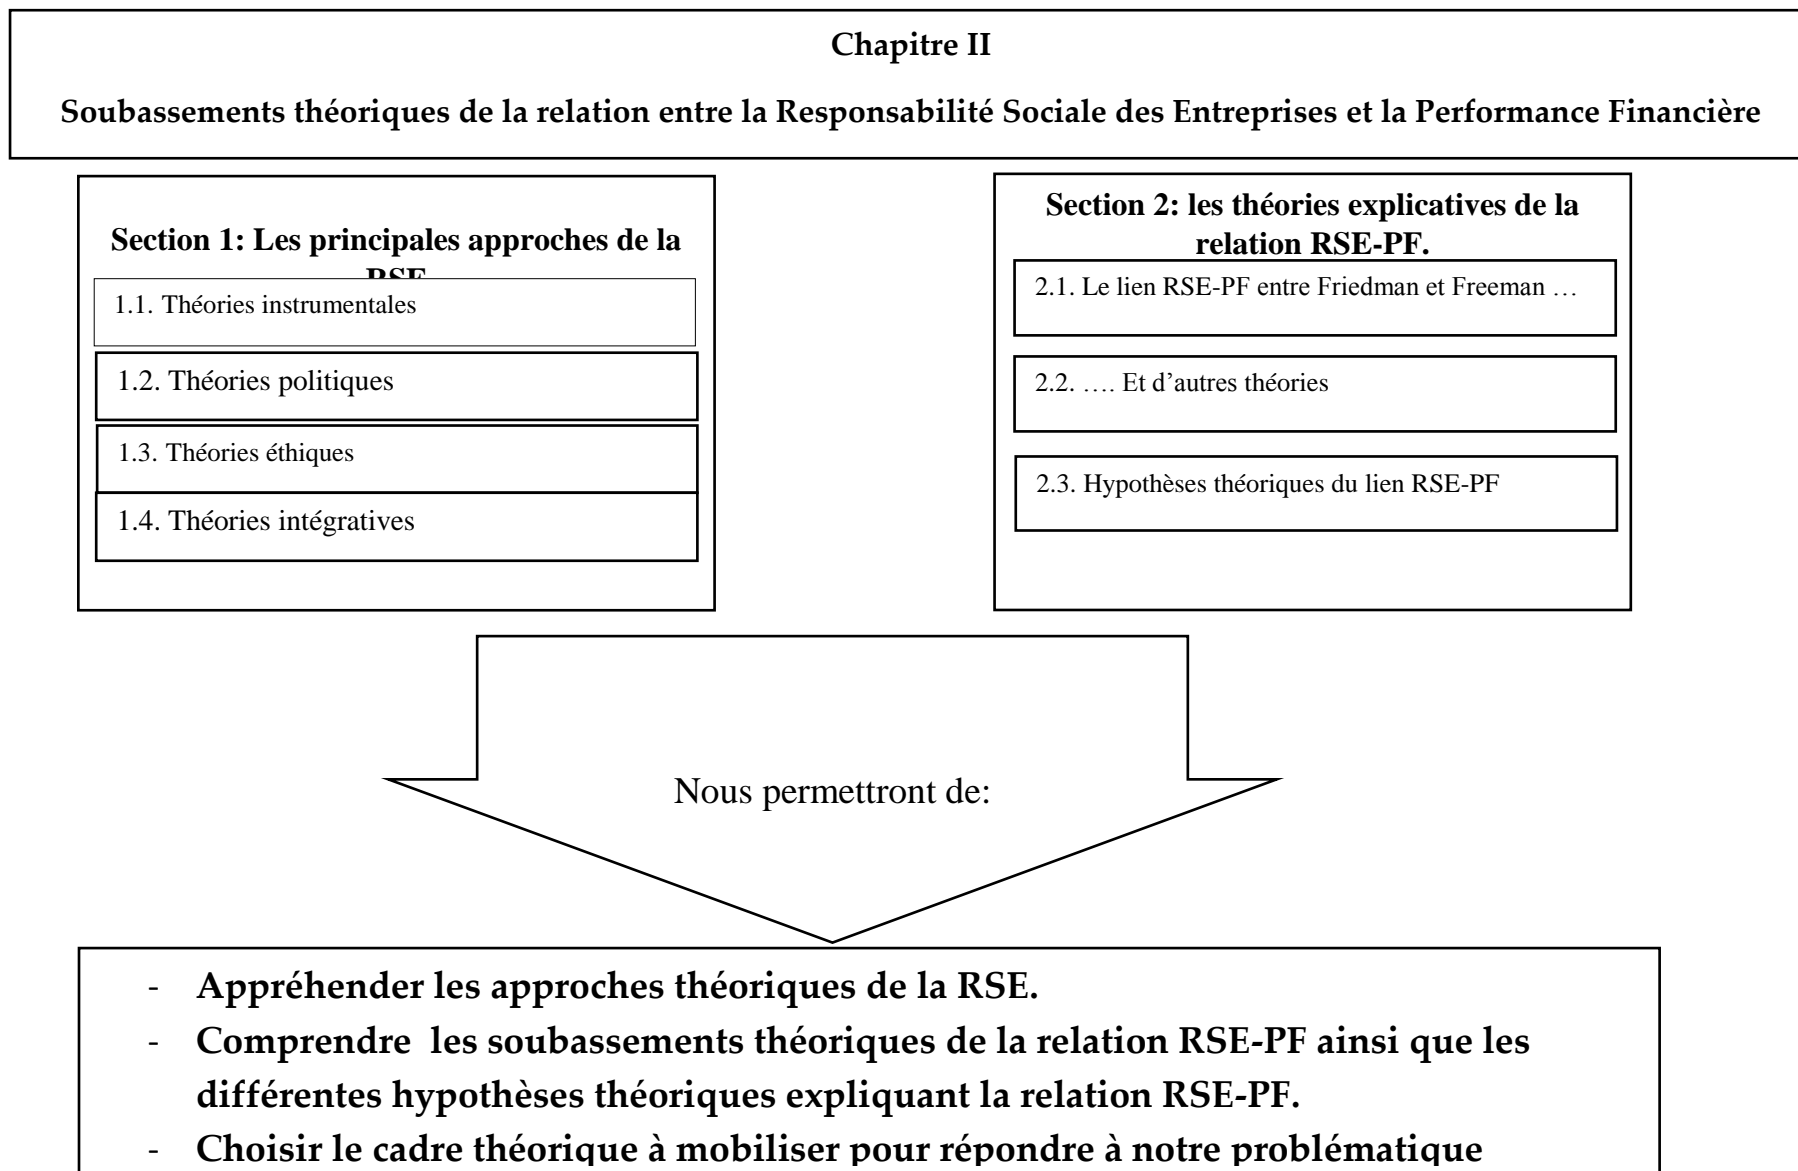 Chapitre II
Soubassements théoriques de la relation entre la Responsabilité Sociale des Entreprises et la Performance Financière
Section 1: Les principales approches de la
RSE
1.1. Théories instrumentales
1.2. Théories politiques
1.3. Théories éthiques
1.4. Théories intégratives
Section 2: les théories explicatives de la
relation RSE-PF.
2.1. Le lien RSE-PF entre Friedman et Freeman …
2.2. …. Et d’autres théories
2.3. Hypothèses théoriques du lien RSE-PF
Nous permettront de:
- Appréhender les approches théoriques de la RSE.
- Comprendre  les soubassements théoriques de la relation RSE-PF ainsi que les
différentes hypothèses théoriques expliquant la relation RSE-PF.
- Choisir le cadre théorique à mobiliser pour répondre à notre problématique